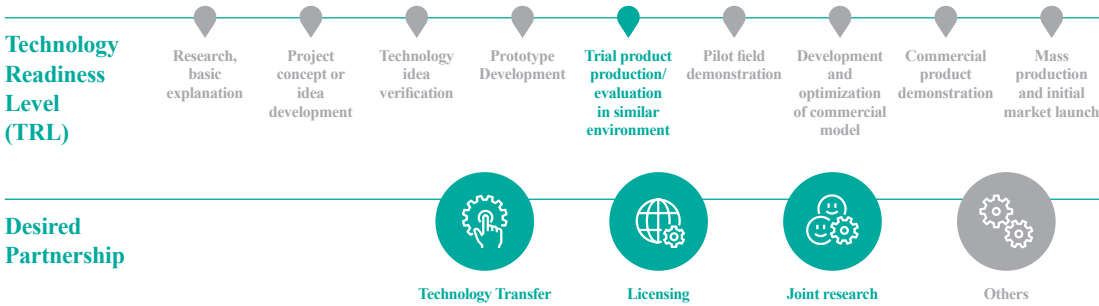 Technology
Readiness
Level
(TRL)
Research,
basic
explanation
Project
concept or
idea
development
Technology
idea
verification
Prototype
Development
Trial product
production/
evaluation
in similar
environment
Pilot field
demonstration
Development
and
optimization
of commercial
model
Commercial
product
demonstration
Mass
production
and initial
market launch
Desired
Partnership
Technology Transfer
Licensing
Joint research
Others